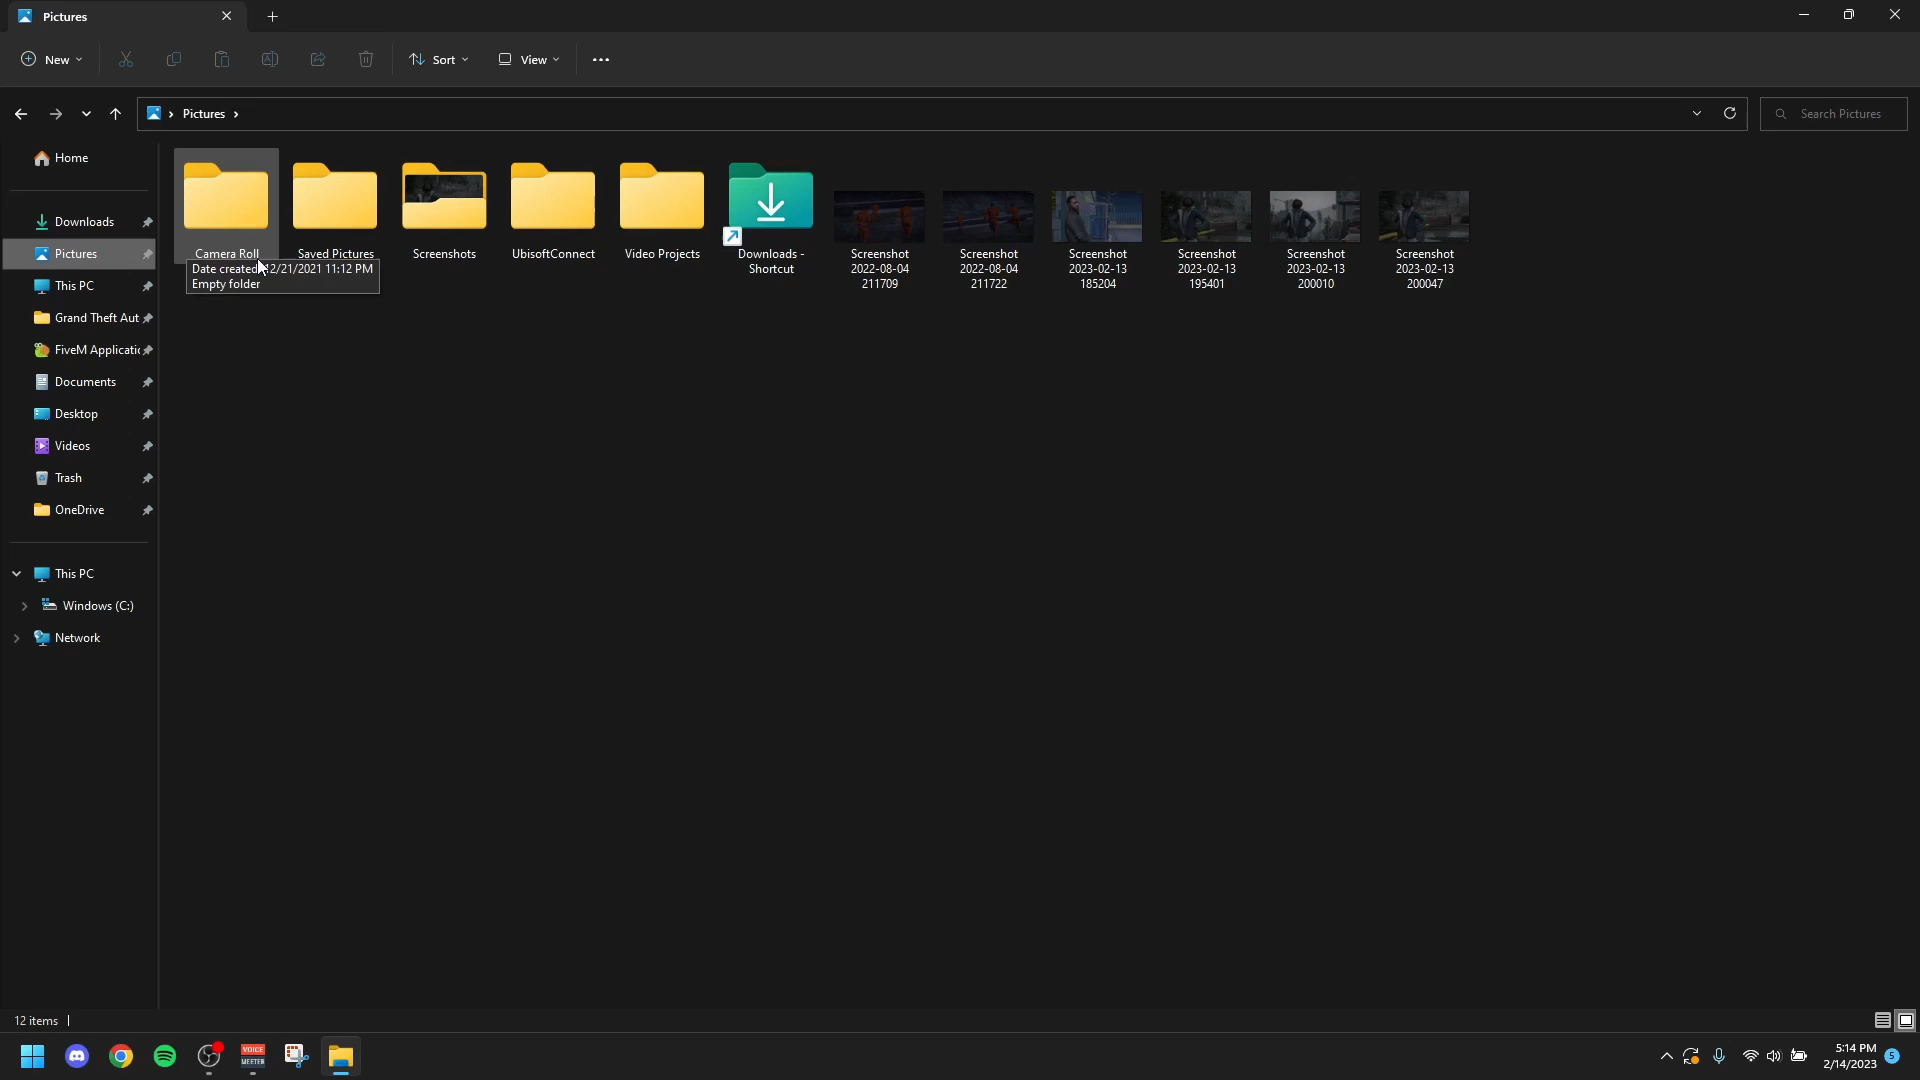 Pictures
New
Sort
View
Pictures
Search Pictures
Home
Downloads
Pictures
This PC
Grand Theft Aut
FiveM Applicatic
Documents
Desktop
Videos
Trash
OneDrive
This PC
Windows (C:)
Network
Camera Roll
Saved Pictures
Screenshots
UbisoftConnect
Video Projects
Downloads -
Shortcut
Screenshot
2022-08-04
211709
Screenshot
2022-08-04
211722
Screenshot
2023-02-13
185204
Screenshot
2023-02-13
195401
Screenshot
2023-02-13
200010
Screenshot
2023-02-13
200047
Date created: 12/21/2021 11:12 PM
Empty folder
12 items
VOICE
MEETER
5:14 PM
2/14/2023
5